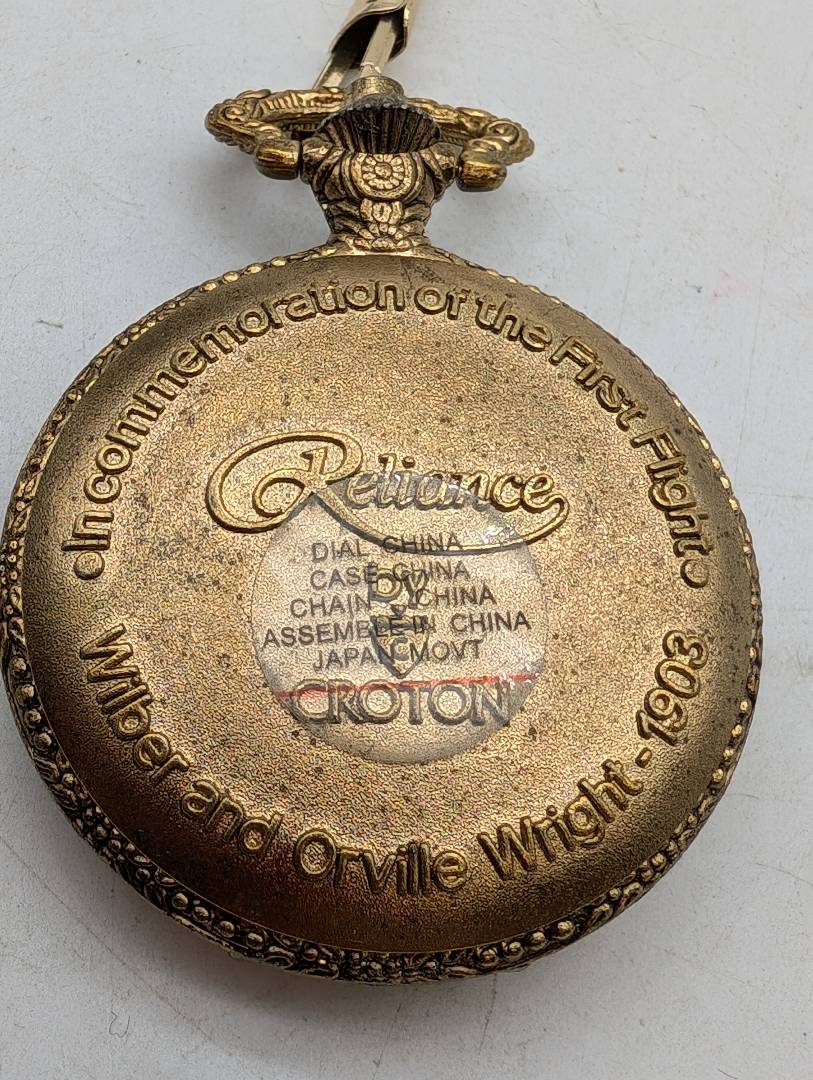 •In commemoration of the First Flight•
Reliance
DIAL CHINA
CASE CHINA
by
CHAIN CHINA
ASSEMBLE IN CHINA
JAPAN MOVT
CROTON
Wilber and Orville Wright - 1903